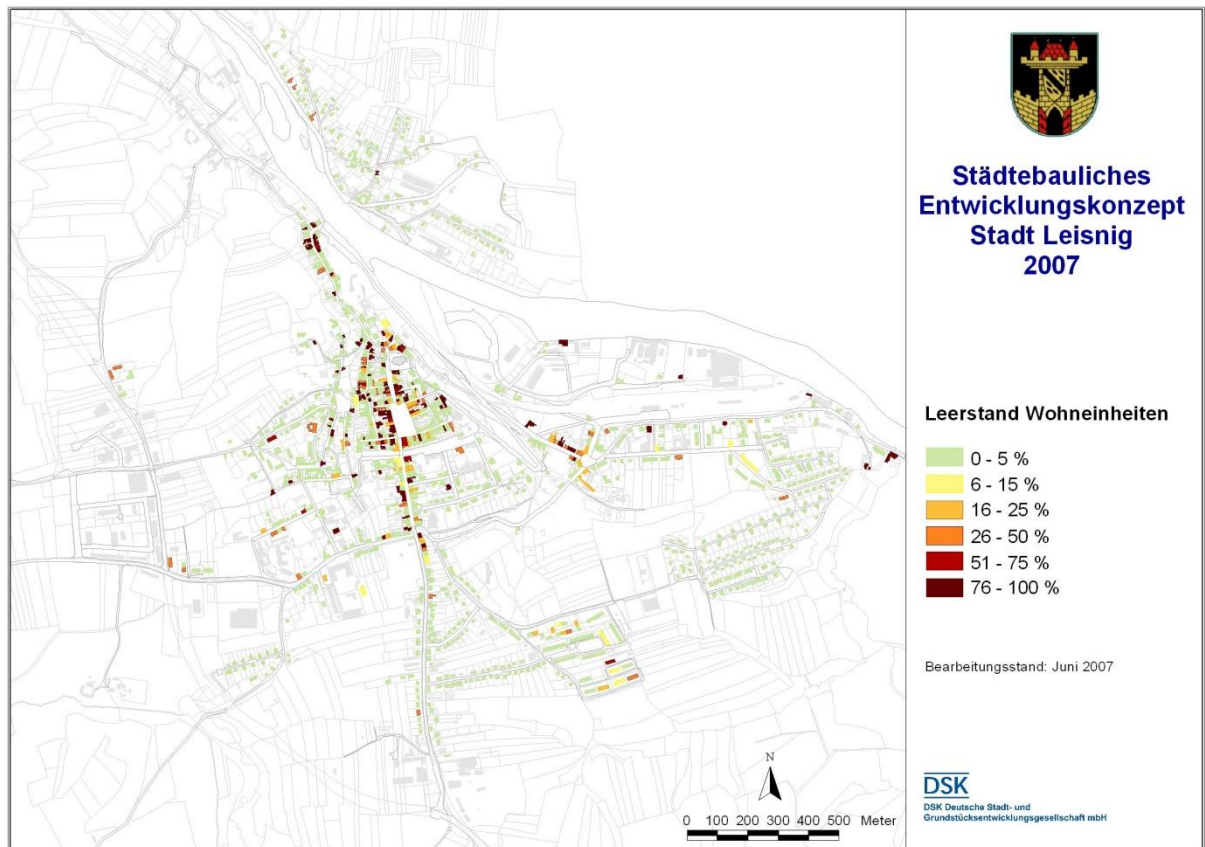 Städtebauliches
Entwicklungskonzept
Stadt Leisnig
2007
Leerstand Wohneinheiten
0 - 5 %
6 - 15 %
16 - 25 %
26 - 50 %
51 - 75 %
76 - 100 %
Bearbeitungsstand: Juni 2007
N
0 100 200 300 400 500 Meter
DSK
DSK Deutsche Stadt- und
Grundstücksentwicklungsgesellschaft mbH